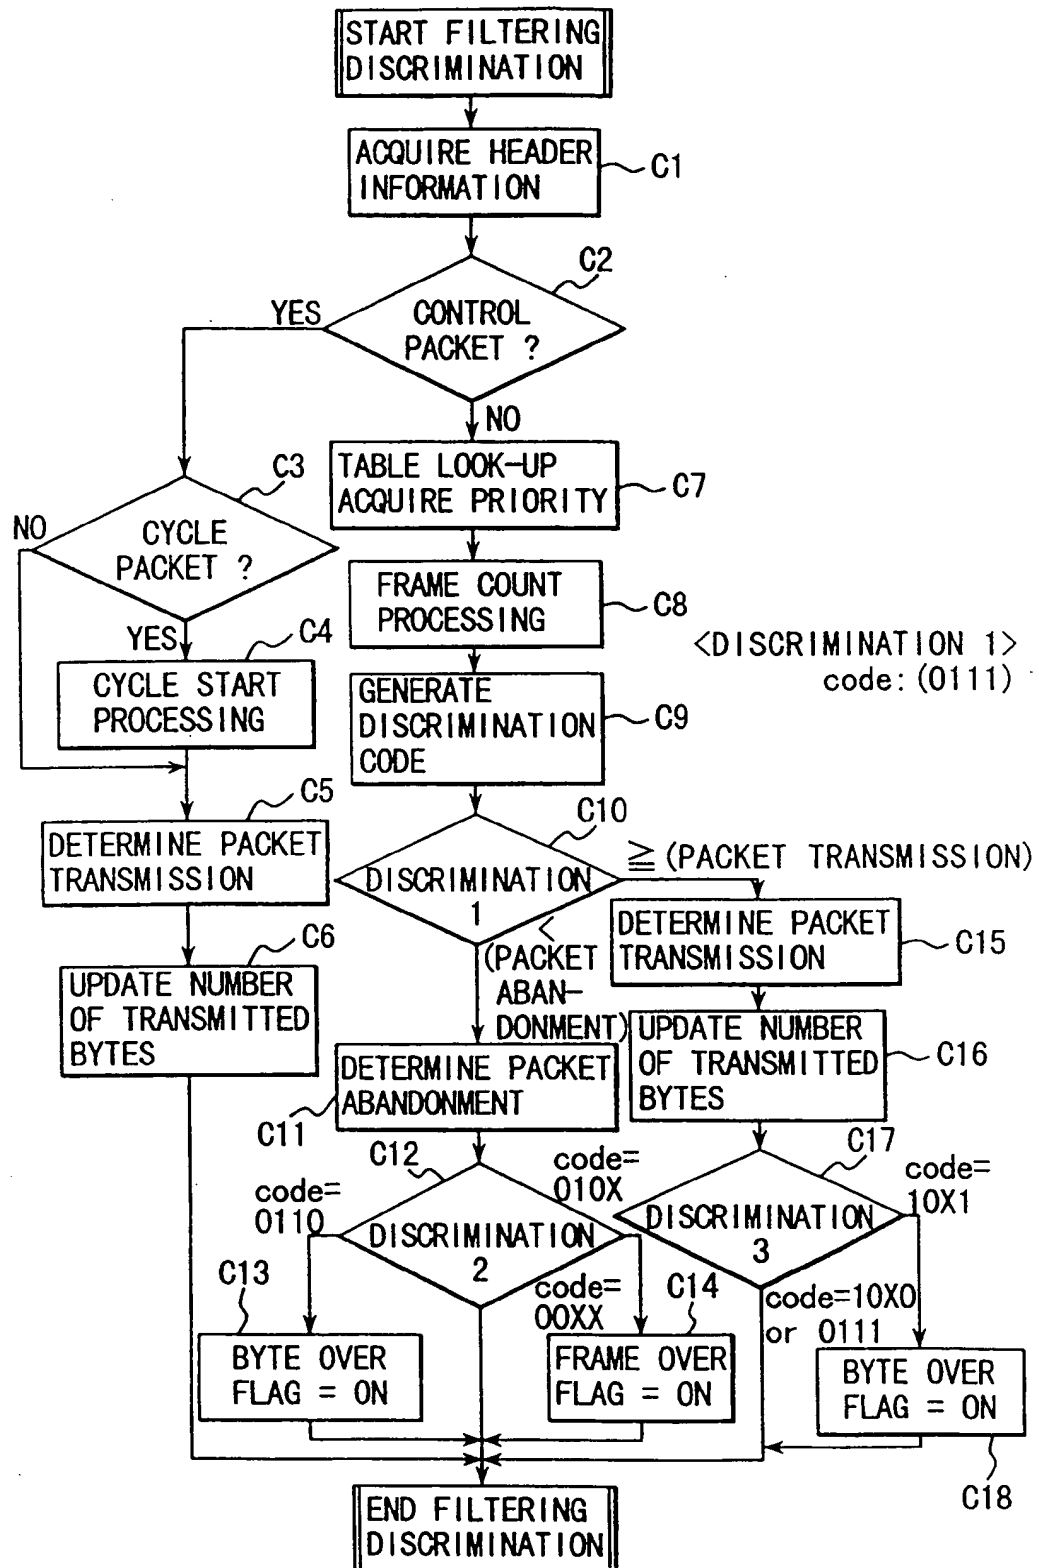 START FILTERING
DISCRIMINATION
ACQUIRE HEADER
INFORMATION
C1
C2
CONTROL
PACKET ?
YES
NO
C3
CYCLE
PACKET ?
NO
YES
C4
CYCLE START
PROCESSING
TABLE LOOK-UP
ACQUIRE PRIORITY
C7
FRAME COUNT
PROCESSING
C8
<DISCRIMINATION 1>
code:(0111)
GENERATE
DISCRIMINATION
CODE
C9
C5
DETERMINE PACKET
TRANSMISSION
C6
UPDATE NUMBER
OF TRANSMITTED
BYTES
C10
DISCRIMINATION
1
≧(PACKET TRANSMISSION)
<
(PACKET
ABAN-
DONMENT)
DETERMINE PACKET
TRANSMISSION
C15
UPDATE NUMBER
OF TRANSMITTED
BYTES
C16
DETERMINE PACKET
ABANDONMENT
C11
C12
DISCRIMINATION
2
code=
0110
code=
010X
code=
00XX
C13
BYTE OVER
FLAG = ON
C14
FRAME OVER
FLAG = ON
C17
DISCRIMINATION
3
code=
10X1
code=10X0
or 0111
BYTE OVER
FLAG = ON
C18
END FILTERING
DISCRIMINATION